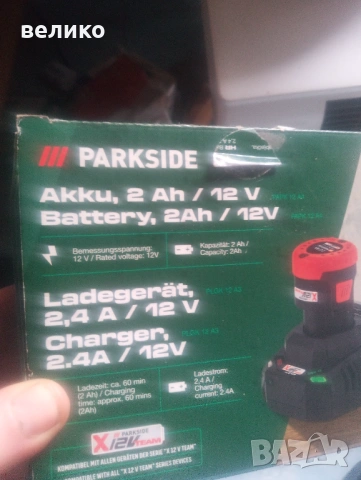 велико
PARKSIDE
Akku, 2 Ah / 12 V
Battery, 2Ah / 12V
Bemessungsspannung:
12 V / Rated voltage: 12V
Kapazität: 2 Ah /
Capacity: 2Ah
Ladegerät,
2,4 A / 12V
Charger,
2.4A / 12V
Ladezeit: ca. 60 min
(2 Ah) / Charging
time: approx. 60 mins
(2Ah)
Ladestrom:
2,4 A /
Charging
current: 2.4A
PARKSIDE
X12V TEAM
KOMPATIBEL MIT ALLEN GERÄTEN DER SERIE "X 12 V TEAM"
COMPATIBLE WITH ALL "X12V TEAM" SERIES DEVICES
bazar